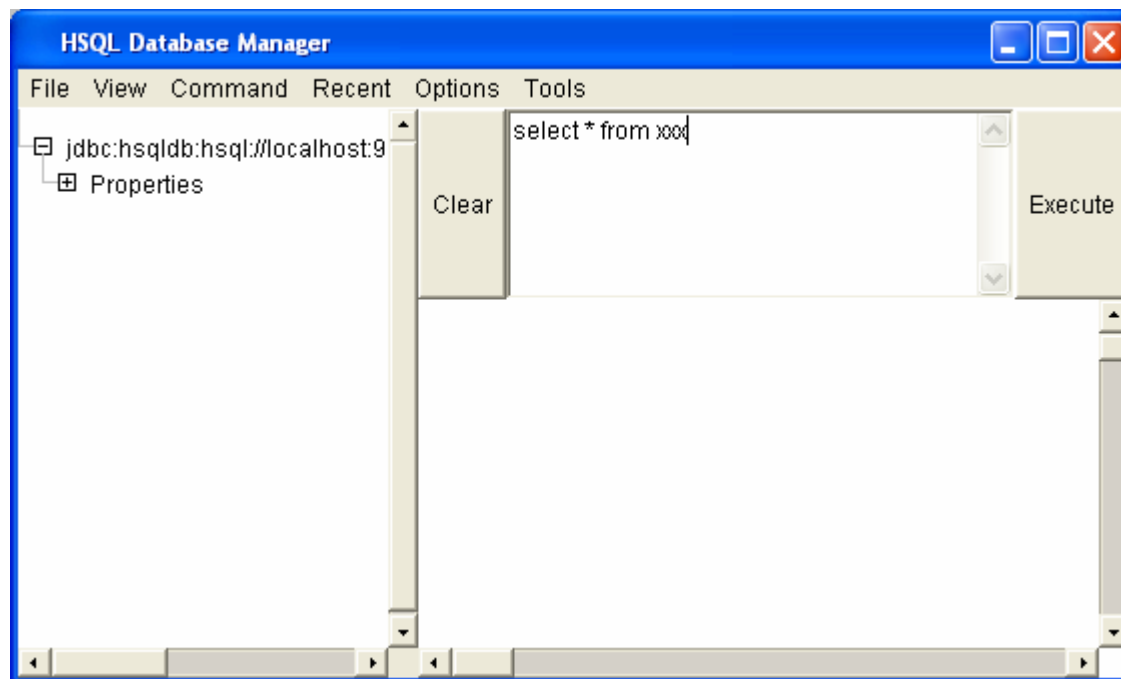 HSQL Database Manager
File View Command Recent Options Tools
jdbc:hsqldb:hsql://localhost:9
Properties
Clear
select * from xxx
Execute